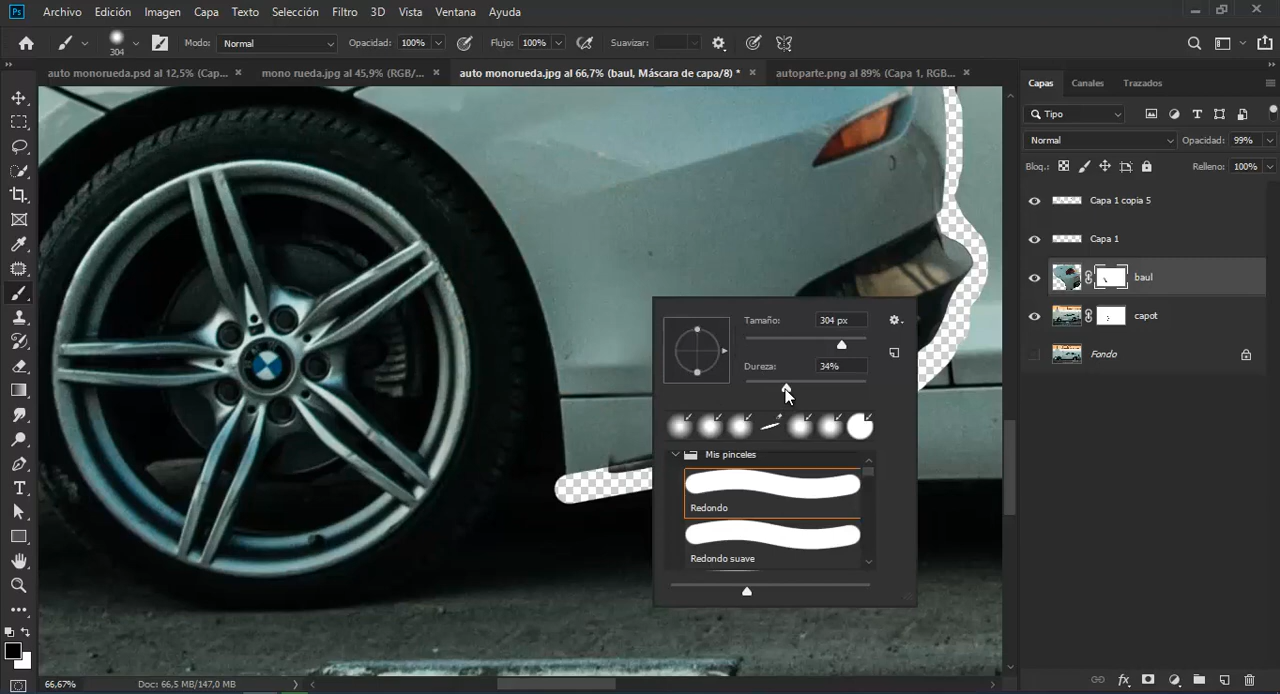 Ps Archivo Edición Imagen Capa Texto Selección Filtro 3D Vista Ventana Ayuda
304 Modo: Normal Opacidad: 100% Flujo: 100% Suavizar:
auto monorueda.psd al 12,5% (Cap... × mono rueda.jpg al 45,9% (RGB/... × auto monorueda.jpg al 66,7% (baul, Máscara de capa/8) * × autoparte.png al 89% (Capa 1, RGB... ×
Capas Canales Trazados
Tipo
Normal Opacidad: 99%
Bloq.: Relleno: 100%
Capa 1 copia 5
Capa 1
baul
capot
Fondo
Tamaño: 304 px
Dureza: 34%
Mis pinceles
Redondo
Redondo suave
66,67% Doc: 66,5 MB/147,0 MB